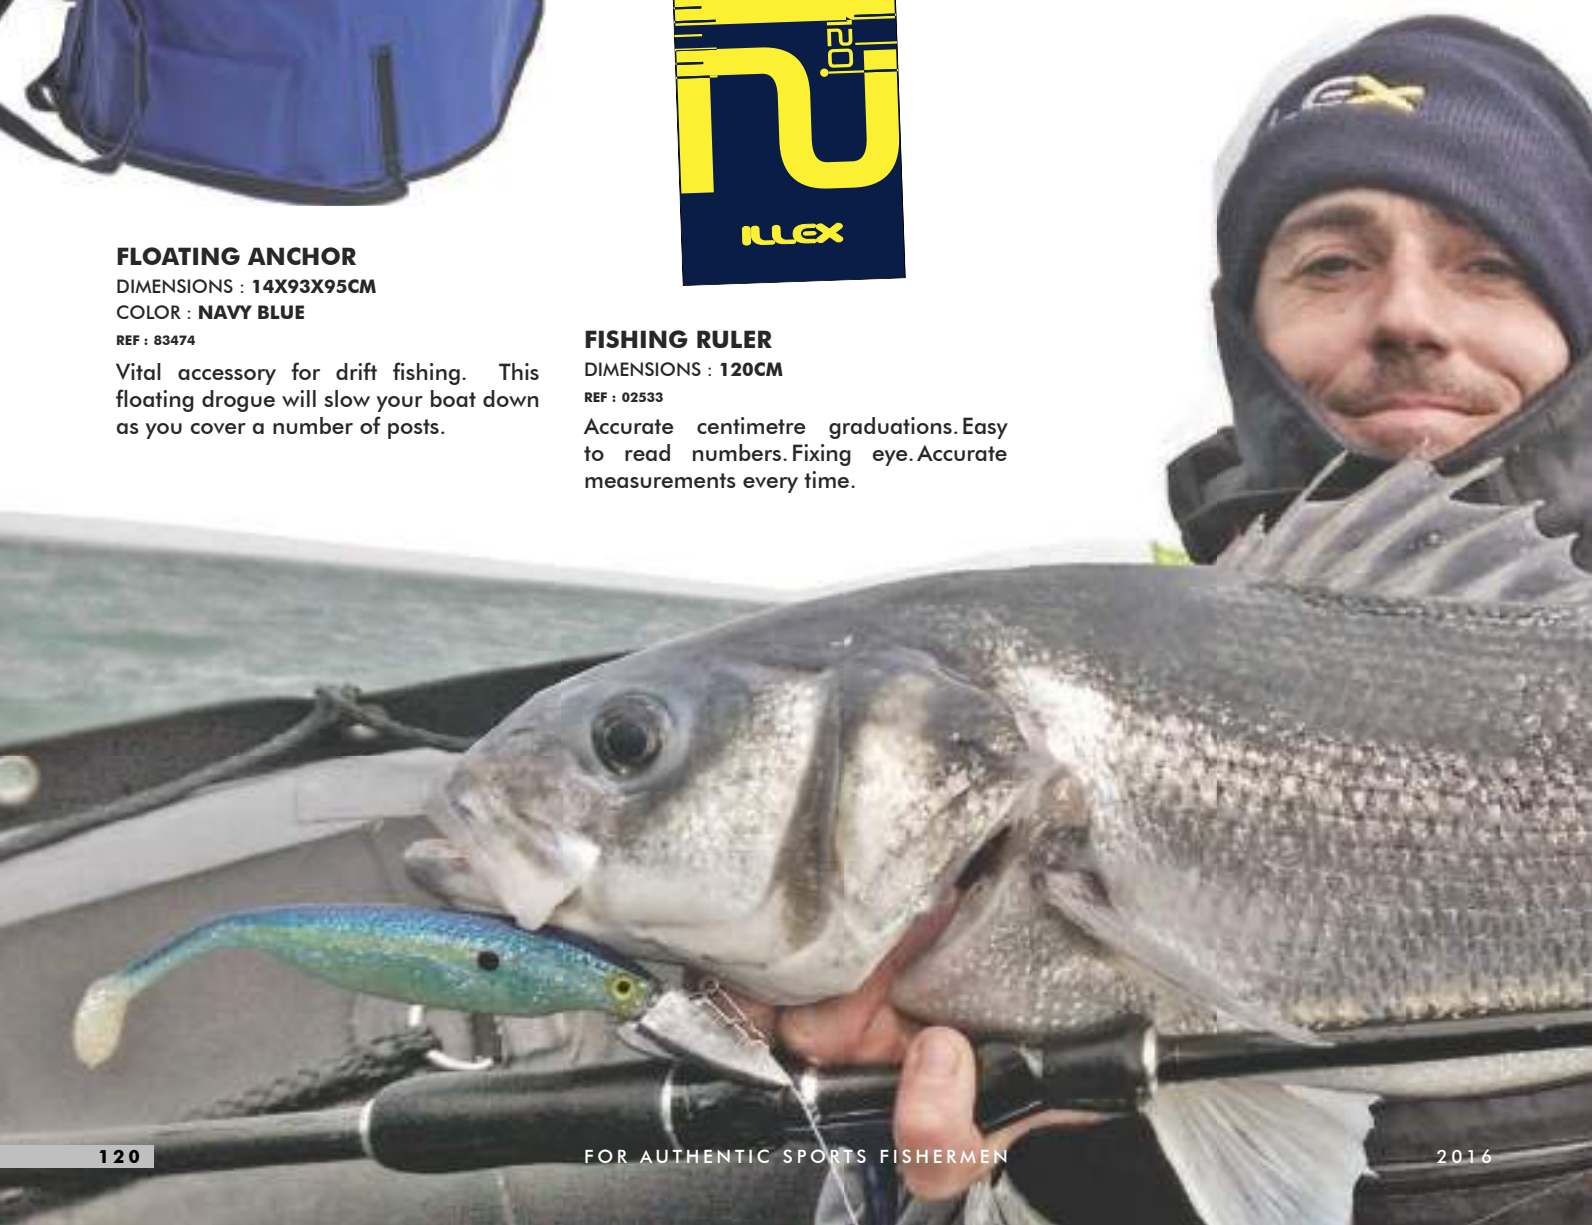 120
ILLEX
EX
FLOATING ANCHOR
DIMENSIONS : 14X93X95CM
COLOR : NAVY BLUE
REF : 83474
Vital accessory for drift fishing. This
floating drogue will slow your boat down
as you cover a number of posts.
FISHING RULER
DIMENSIONS : 120CM
REF : 02533
Accurate centimetre graduations. Easy
to read numbers. Fixing eye. Accurate
measurements every time.
120
FOR AUTHENTIC SPORTS FISHERMEN
2016